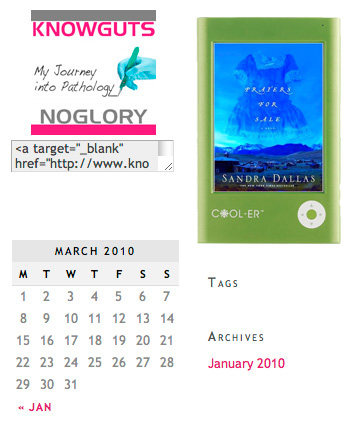 KNOWGUTS
My Journey
into Pathology
NOGLORY
<a target="_blank"
href="http://www.kno
MARCH 2010
M T W T F S S
1 2 3 4 5 6 7
8 9 10 11 12 13 14
15 16 17 18 19 20 21
22 23 24 25 26 27 28
29 30 31
« JAN
PRAYERS
FOR
SALE
SANDRA DALLAS
COOL-ER™
TAGS
ARCHIVES
January 2010